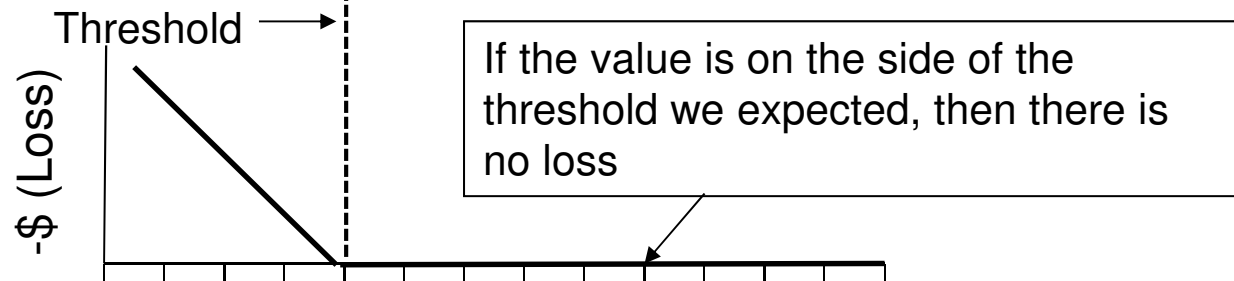 Threshold
-$ (Loss)
If the value is on the side of the
threshold we expected, then there is
no loss